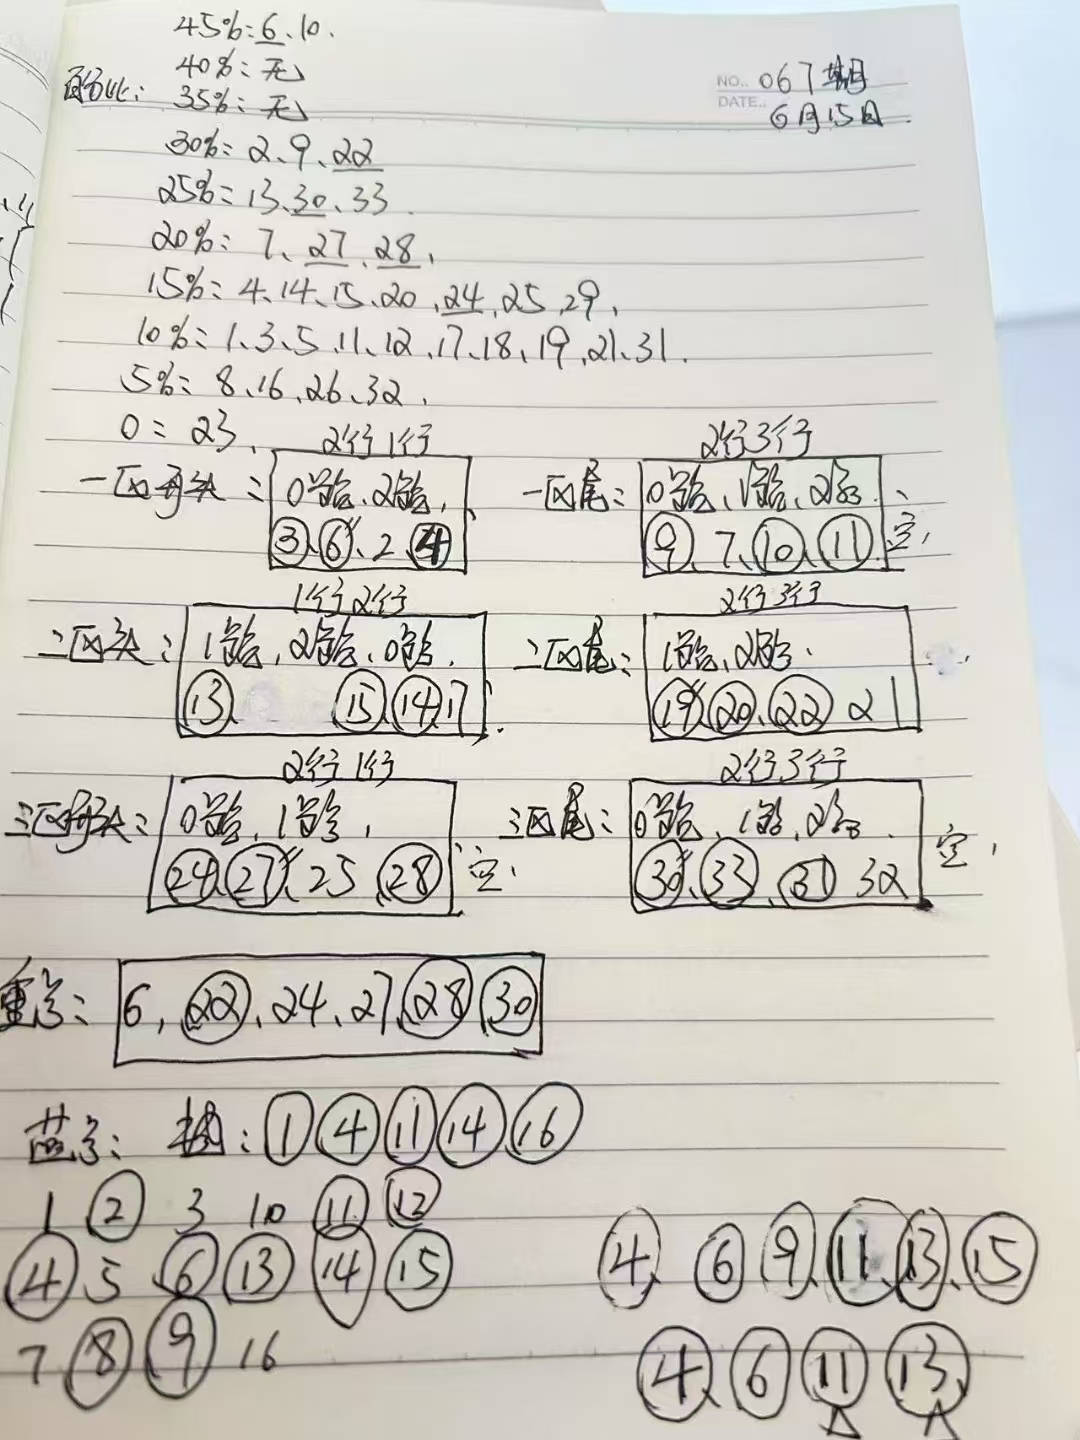 45%:6、10.
40%:无
NO.. 067期
百分比: 35%:无
DATE.. 6月15日.
30%:2、9、22
25%:13、30、33.
20%:7、27、28.
15%:4、14、15、20、24、25、29.
10%:1、3、5、11、12、17、18、19、21、31.
5%:8、16、26、32.
0:23.
2行1行 2行3行
一区头: 0路、2路, 一区尾: 0路、1路、2路.
3、6、2、4 9、7、10、11 空,
1行2行 2行3行
二区头: 1路,2路,0路. 二区尾: 1路,2路.
13、15、14、17 19、20、22 21
2行1行 2行3行
三区头: 0路,1路, 三区尾: 0路,1路,2路.
24、27、25、28 空. 30、33、31 32 空,
重号: 6,22、24、27、28、30
蓝号: :1 4 11 14 16
1 2 3 10 11 12
4 5 6 13 14 15 4、6 9、11、13、15
7 8 9 16 4、6 11 13